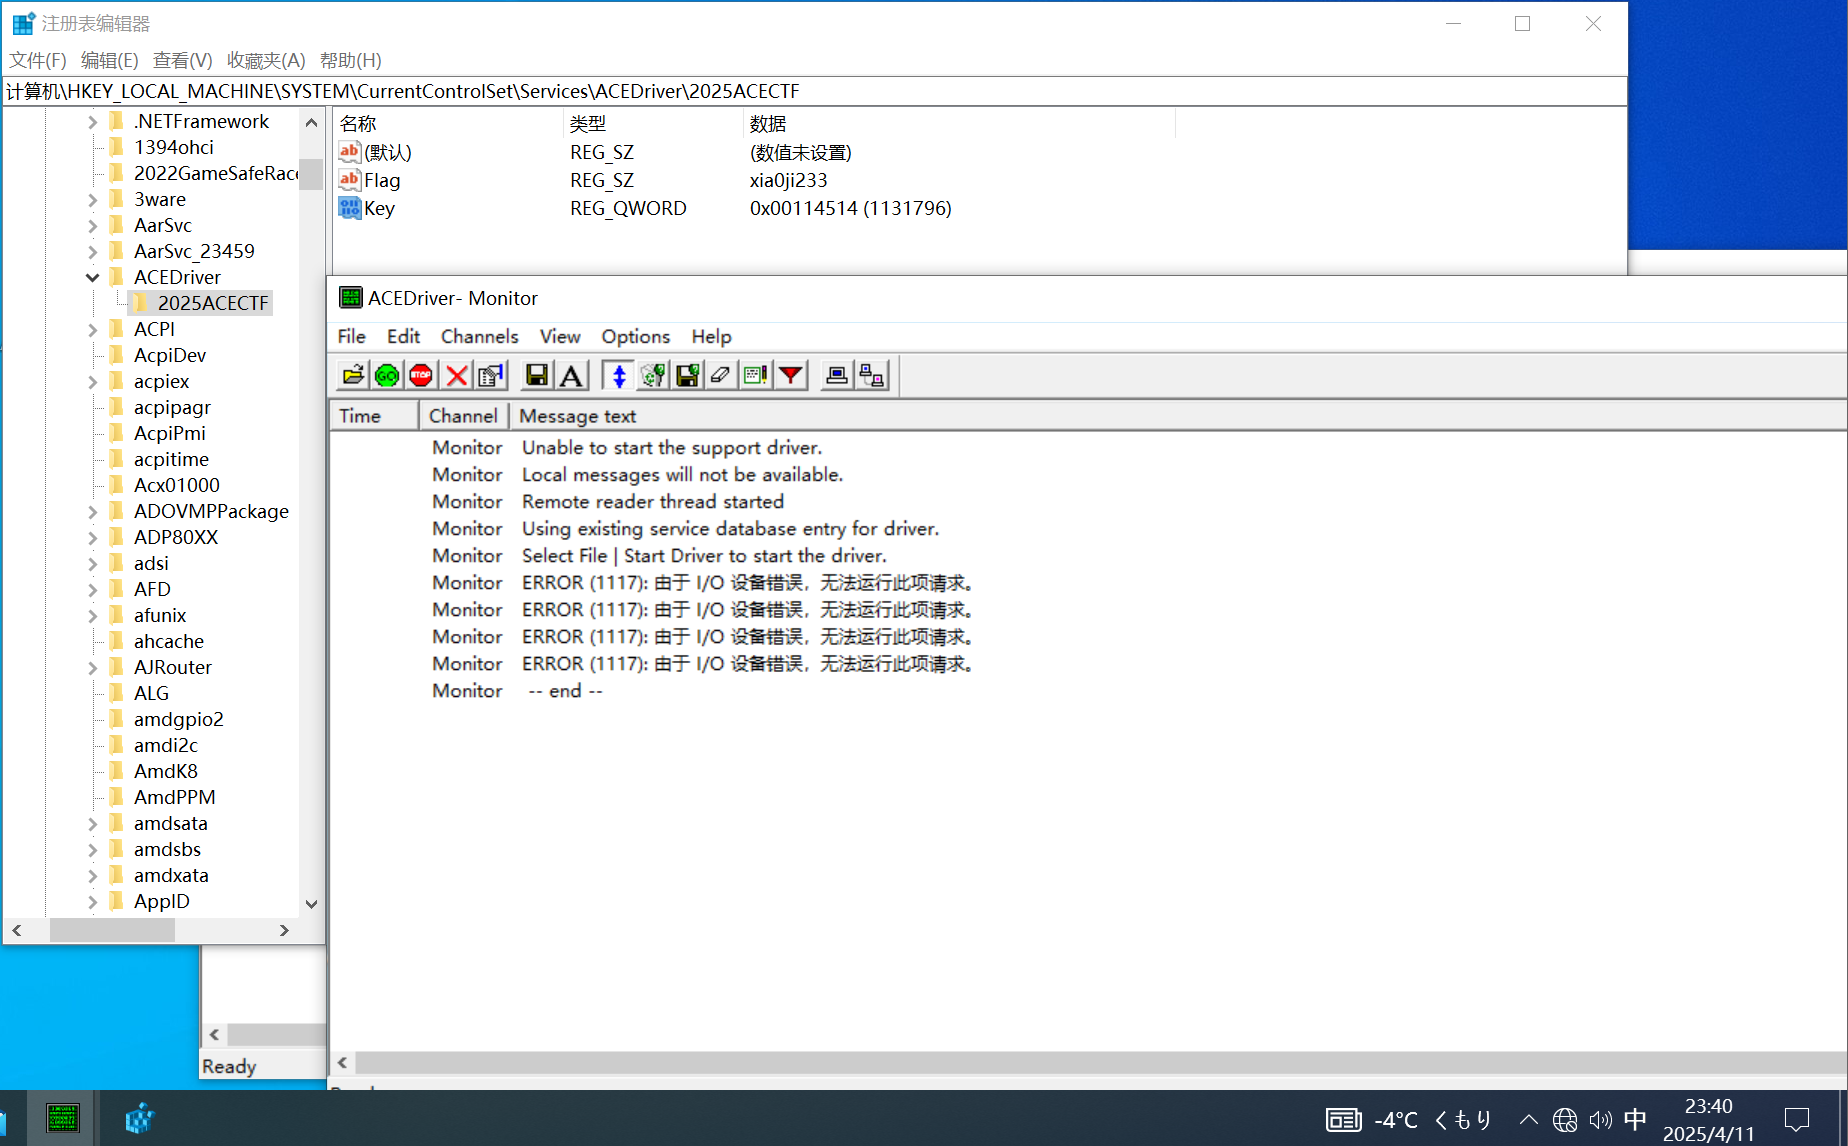 注册表编辑器
文件(F) 编辑(E) 查看(V) 收藏夹(A) 帮助(H)
计算机\HKEY_LOCAL_MACHINE\SYSTEM\CurrentControlSet\Services\ACEDriver\2025ACECTF
.NETFramework
1394ohci
2022GameSafeRace
3ware
AarSvc
AarSvc_23459
ACEDriver
2025ACECTF
ACPI
AcpiDev
acpiex
acpipagr
AcpiPmi
acpitime
Acx01000
ADOVMPPackage
ADP80XX
adsi
AFD
afunix
ahcache
AJRouter
ALG
amdgpio2
amdi2c
AmdK8
AmdPPM
amdsata
amdsbs
amdxata
AppID
名称 类型 数据
(默认) REG_SZ (数值未设置)
Flag REG_SZ xia0ji233
Key REG_QWORD 0x00114514 (1131796)
ACEDriver- Monitor
File Edit Channels View Options Help
GO STOP A
Time Channel Message text
Monitor Unable to start the support driver.
Monitor Local messages will not be available.
Monitor Remote reader thread started
Monitor Using existing service database entry for driver.
Monitor Select File | Start Driver to start the driver.
Monitor ERROR (1117): 由于 I/O 设备错误，无法运行此项请求。
Monitor ERROR (1117): 由于 I/O 设备错误，无法运行此项请求。
Monitor ERROR (1117): 由于 I/O 设备错误，无法运行此项请求。
Monitor ERROR (1117): 由于 I/O 设备错误，无法运行此项请求。
Monitor -- end --
Ready
-4°C くもり 中 23:40
2025/4/11